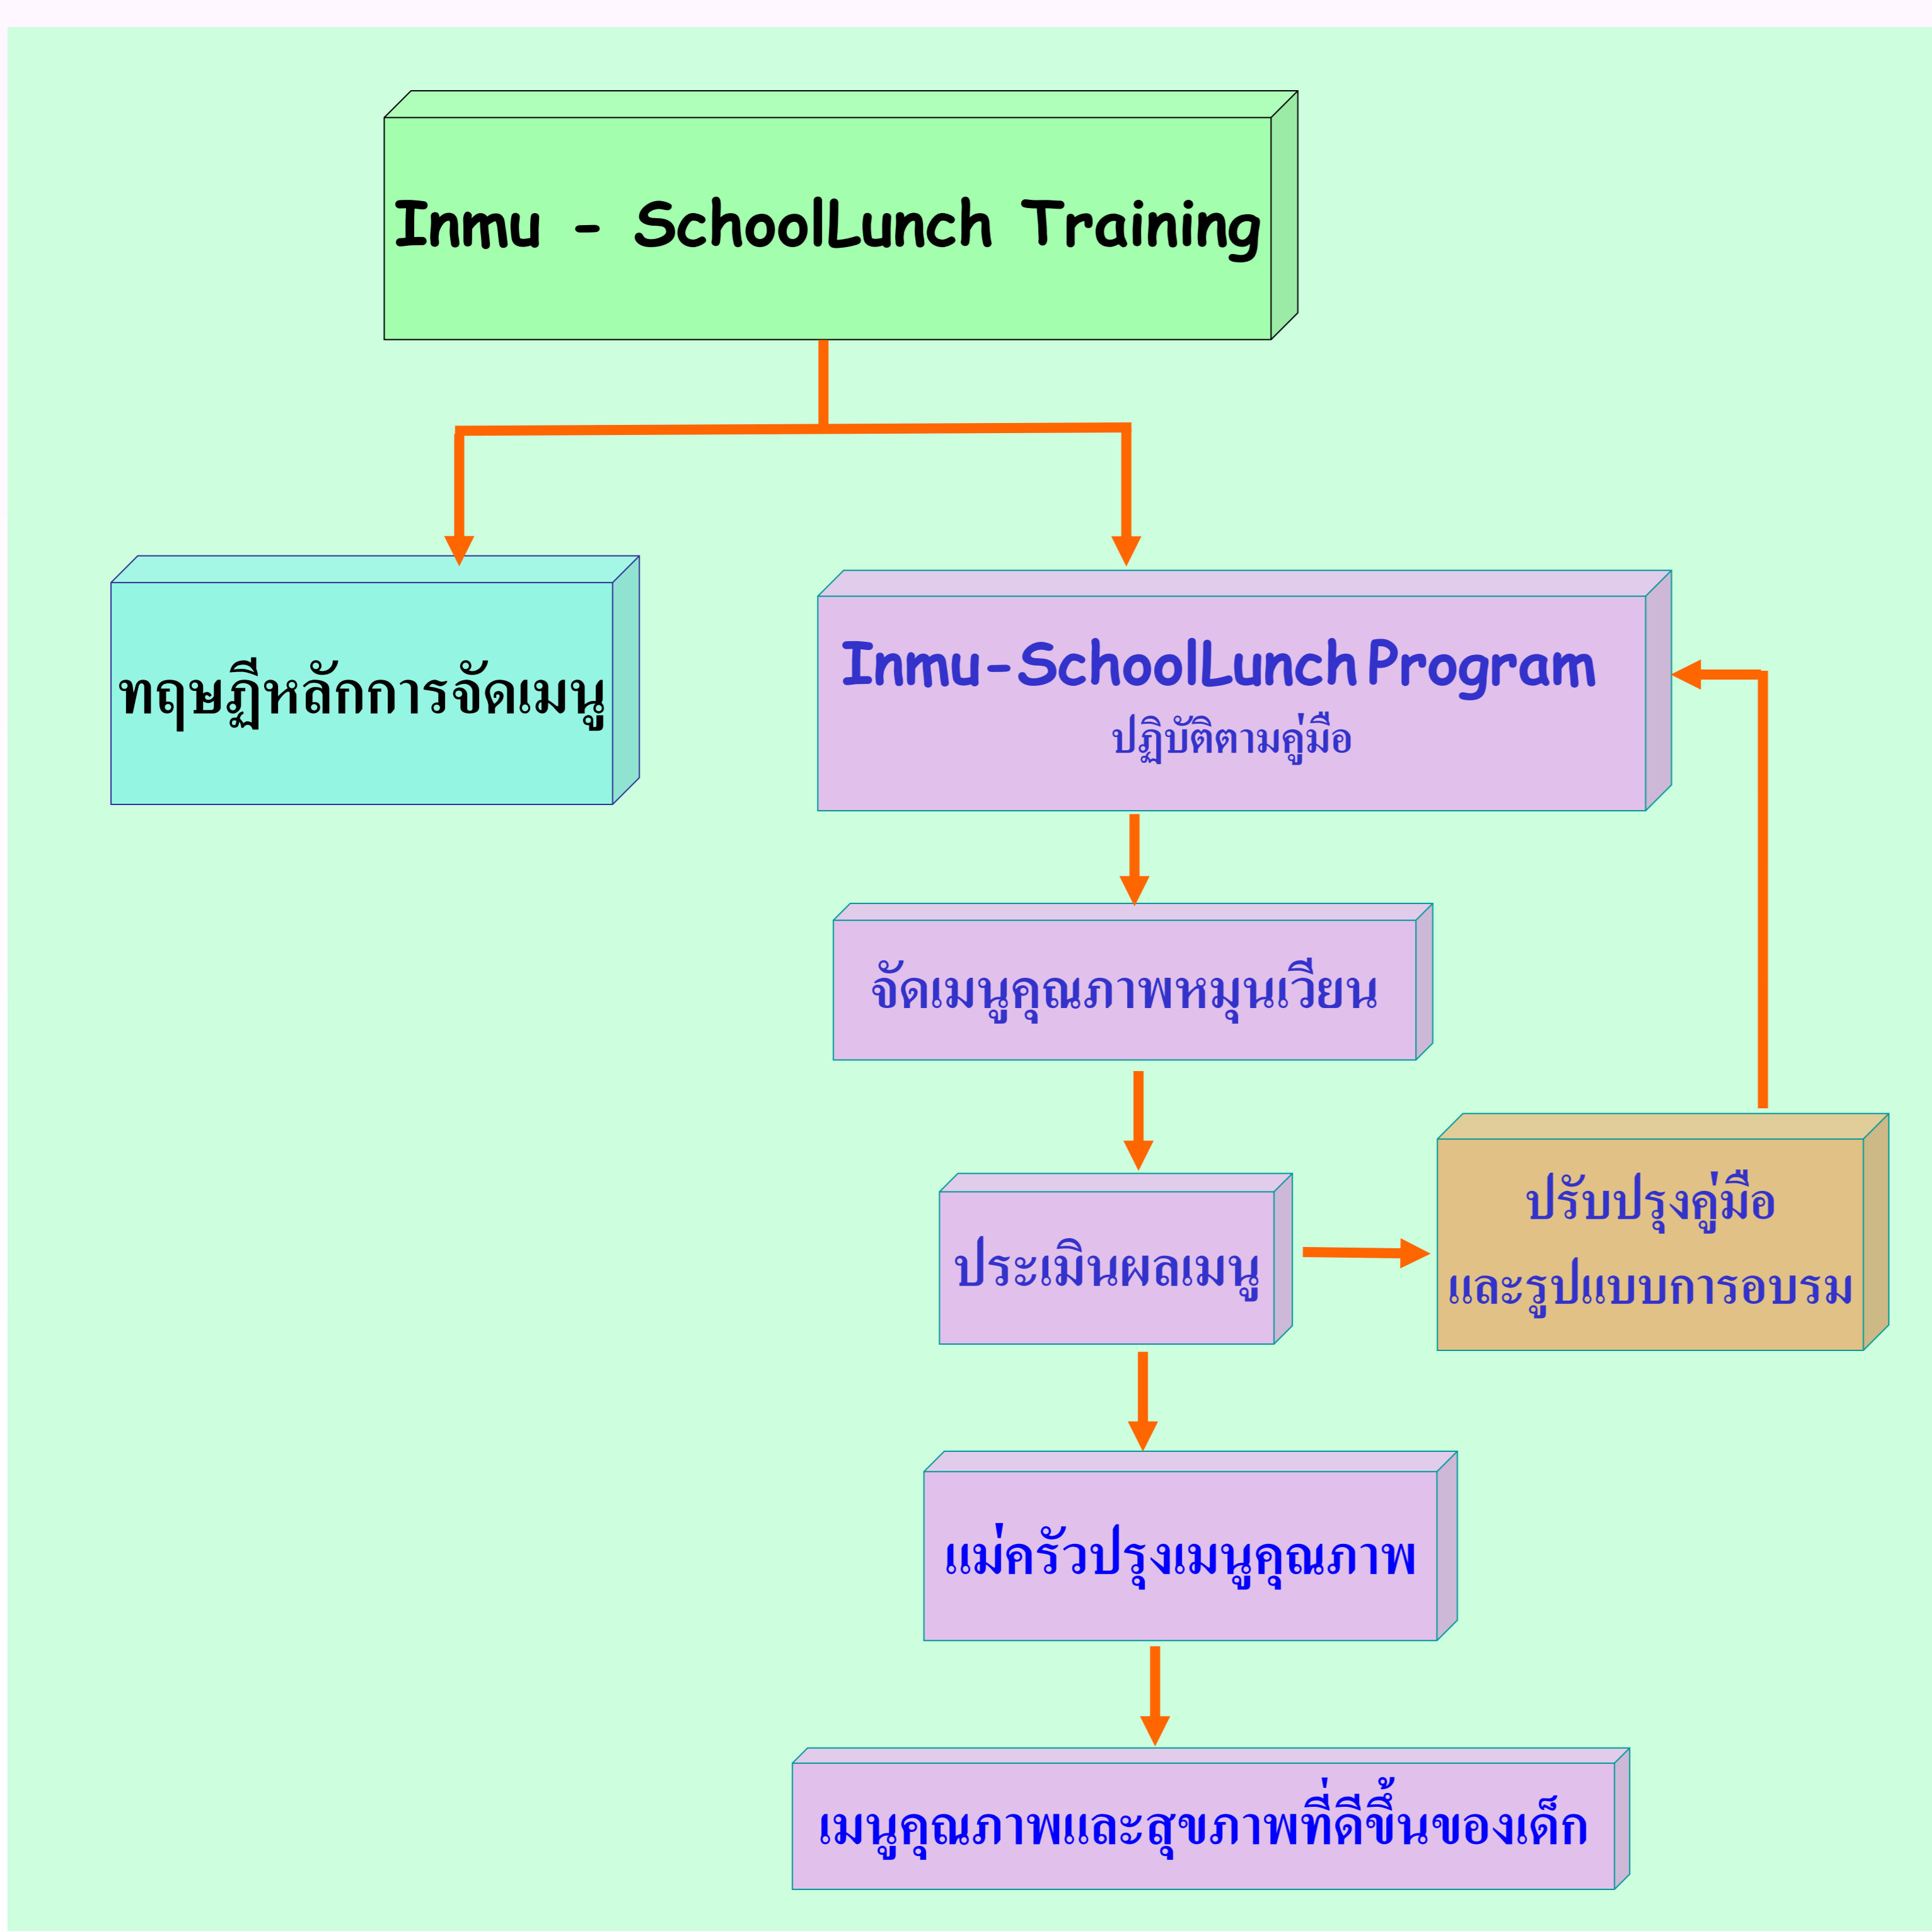 Inmu - SchoolLunch Training
ทฤษฎีหลักการจัดเมนู
Inmu-SchoolLunch Program
ปฏิบัติตามคู่มือ
จัดเมนูคุณภาพหมุนเวียน
ประเมินผลเมนู
ปรับปรุงคู่มือ
และรูปแบบการอบรม
แม่ครัวปรุงเมนูคุณภาพ
เมนูคุณภาพและสุขภาพที่ดีขึ้นของเด็ก